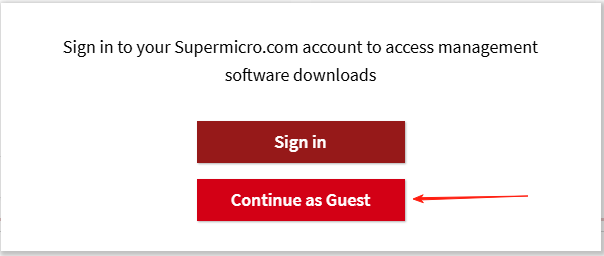 Sign in to your Supermicro.com account to access management
software downloads
Sign in
Continue as Guest